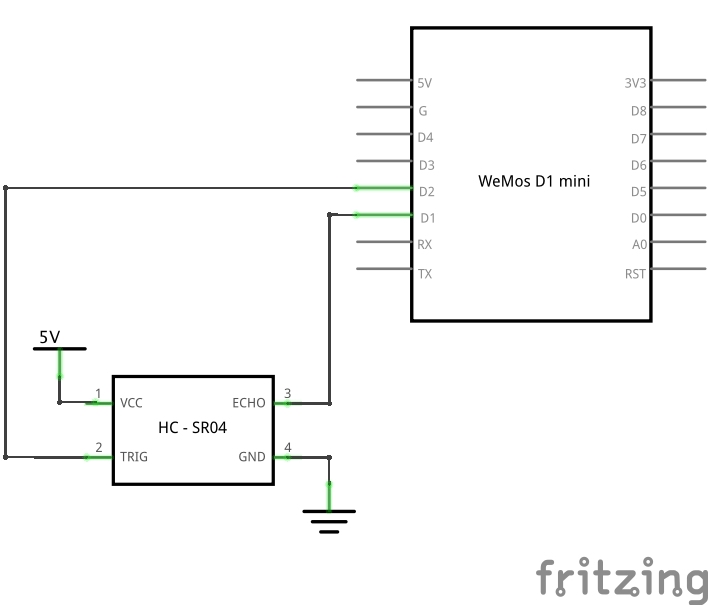 5V 3V3
G D8
D4 D7
D3 D6
WeMos D1 mini
D2 D5
D1 D0
RX A0
TX RST
5V
1 3
VCC ECHO
HC - SR04
2 4
TRIG GND
fritzing